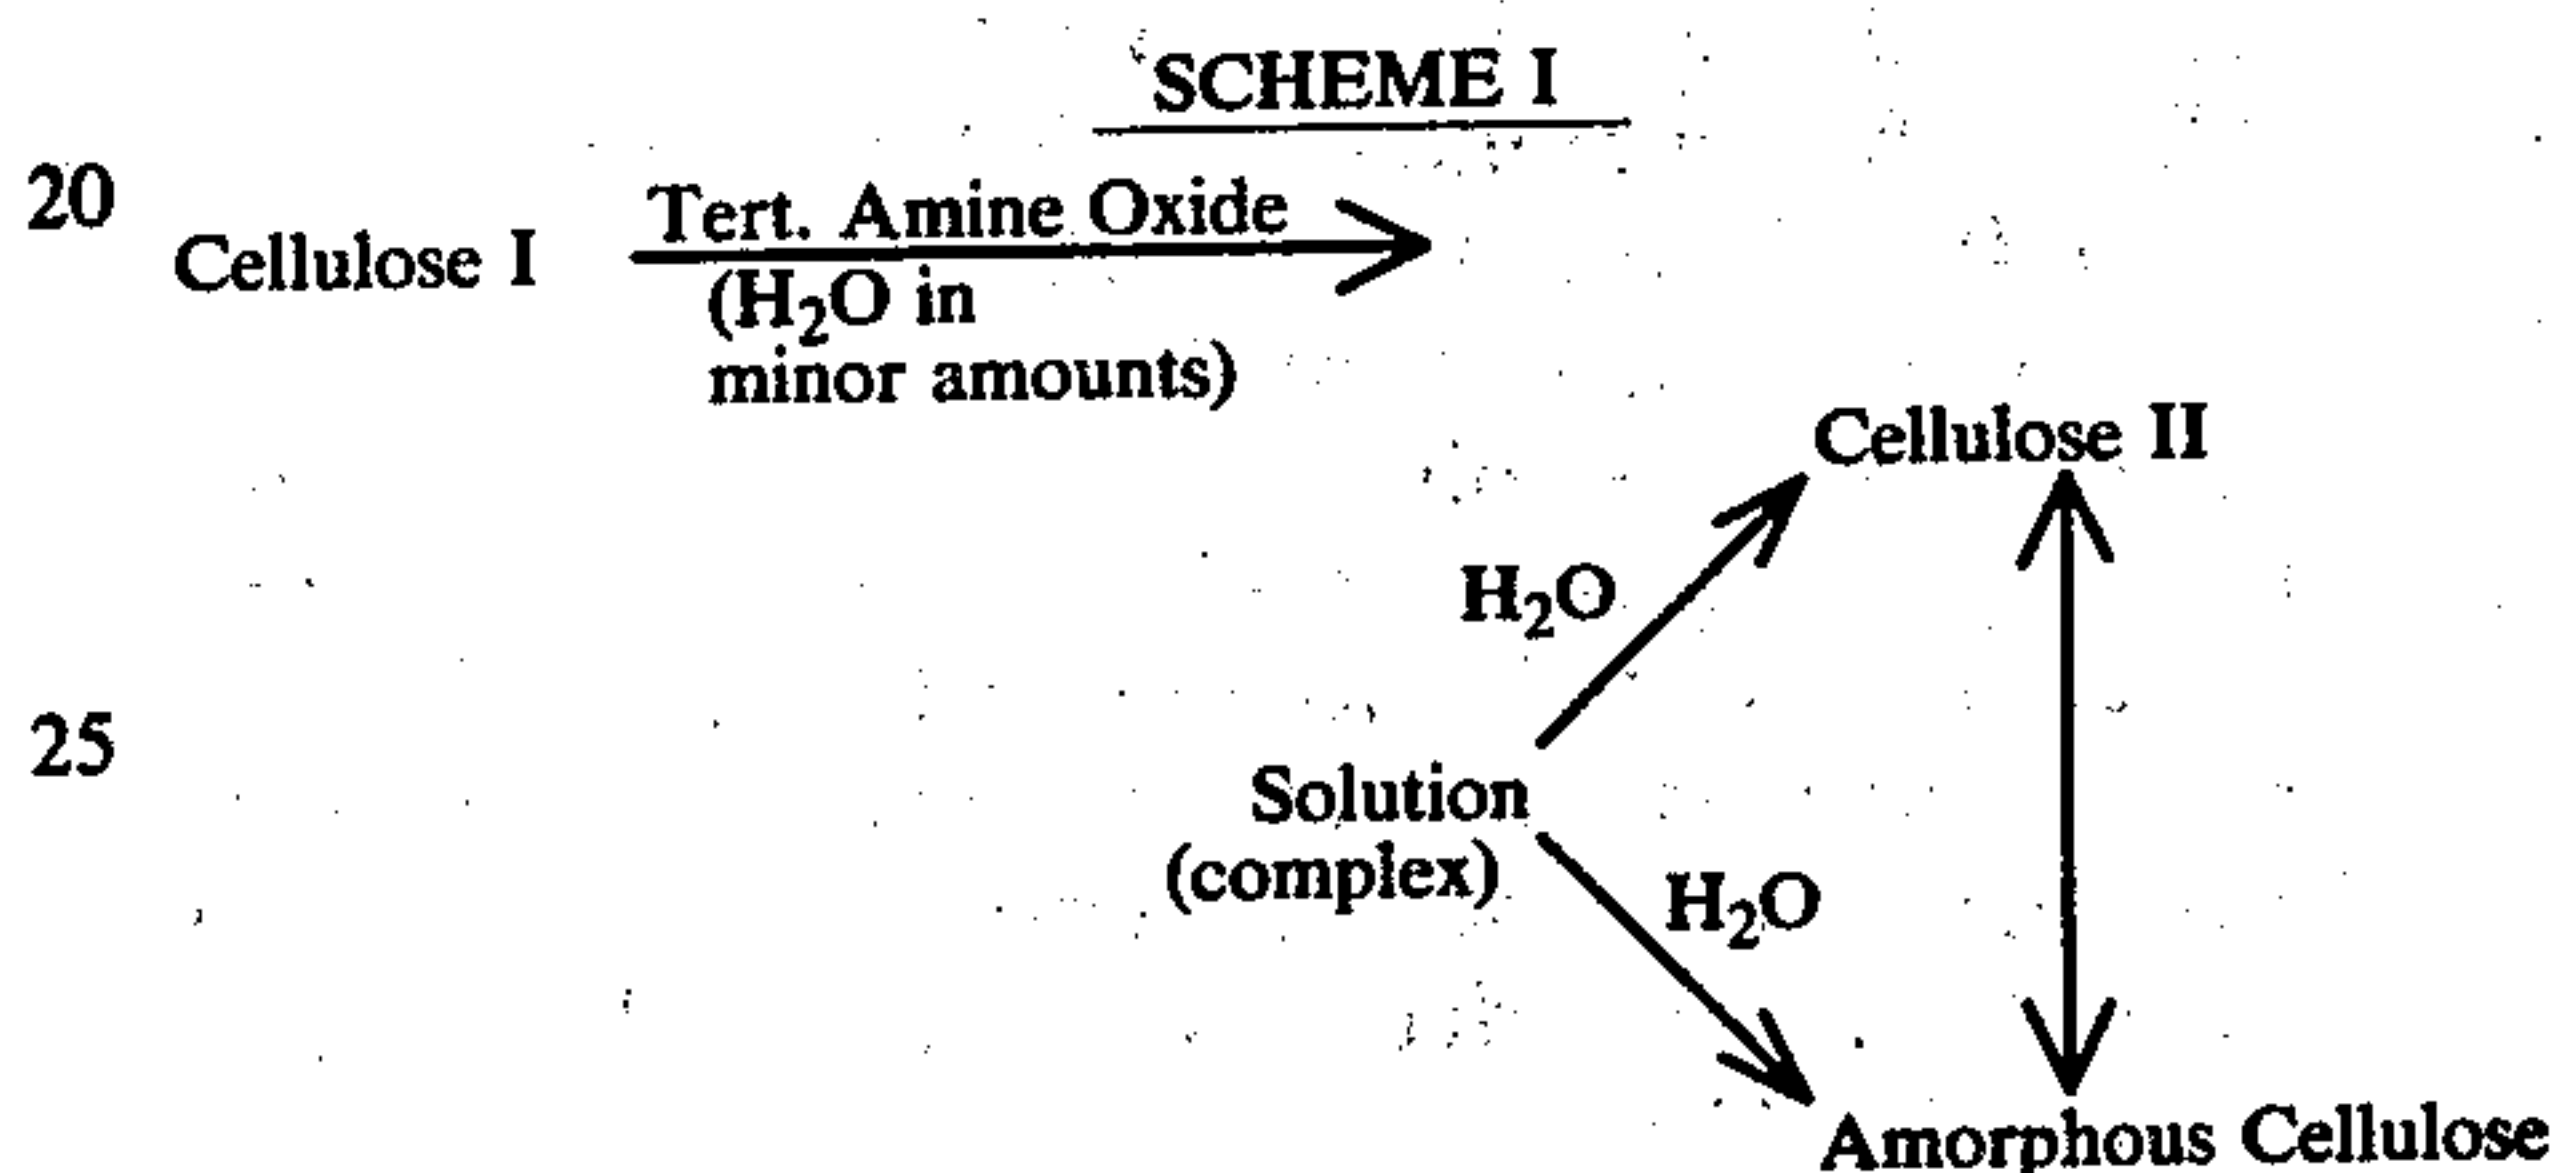 SCHEME I
20
Cellulose I
Tert. Amine Oxide
(H₂O in
minor amounts)
Cellulose II
H₂O
25
Solution
(complex)
H₂O
Amorphous Cellulose